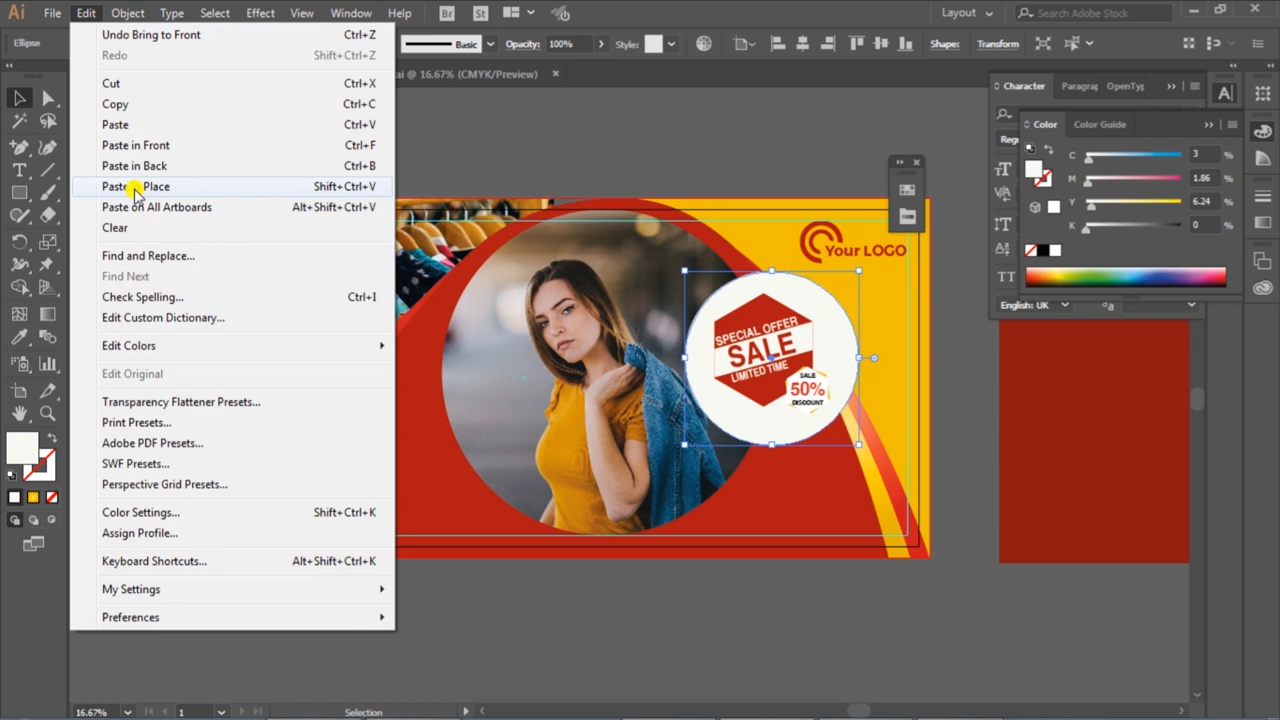 Ai File Edit Object Type Select Effect View Window Help Br St Layout Search Adobe Stock
Ellipse Basic Opacity: 100% Style: Shape: Transform
ai @ 16.67% (CMYK/Preview)
Undo Bring to Front Ctrl+Z
Redo Shift+Ctrl+Z
Cut Ctrl+X
Copy Ctrl+C
Paste Ctrl+V
Paste in Front Ctrl+F
Paste in Back Ctrl+B
Paste Place Shift+Ctrl+V
Paste on All Artboards Alt+Shift+Ctrl+V
Clear
Find and Replace...
Find Next
Check Spelling... Ctrl+I
Edit Custom Dictionary...
Edit Colors
Edit Original
Transparency Flattener Presets...
Print Presets...
Adobe PDF Presets...
SWF Presets...
Perspective Grid Presets...
Color Settings... Shift+Ctrl+K
Assign Profile...
Keyboard Shortcuts... Alt+Shift+Ctrl+K
My Settings
Preferences
Your LOGO
SPECIAL OFFER
SALE
LIMITED TIME
SALE
50%
DISCOUNT
Character Paragra OpenTyp
Reg
Color Color Guide
C 3 %
M 1.86 %
Y 6.24 %
K 0 %
TT
English: UK
16.67% 1 Selection